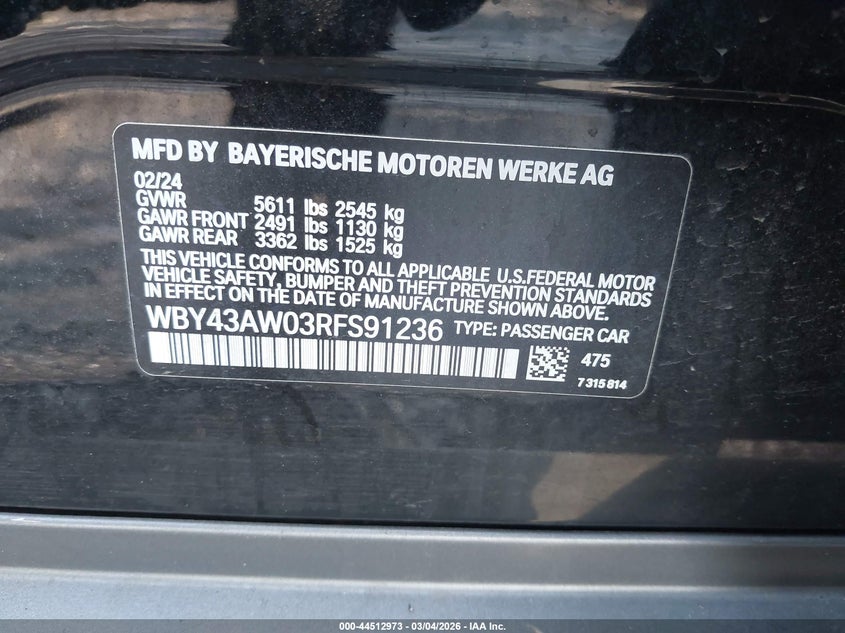 MFD BY BAYERISCHE MOTOREN WERKE AG
02/24
GVWR 5611 lbs 2545 kg
GAWR FRONT 2491 lbs 1130 kg
GAWR REAR 3362 lbs 1525 kg
THIS VEHICLE CONFORMS TO ALL APPLICABLE U.S.FEDERAL MOTOR
VEHICLE SAFETY, BUMPER AND THEFT PREVENTION STANDARDS
IN EFFECT ON THE DATE OF MANUFACTURE SHOWN ABOVE.
WBY43AW03RFS91236 TYPE: PASSENGER CAR
475
7 315 814
000-44512973 | 03/04/2026 | IAA Inc.